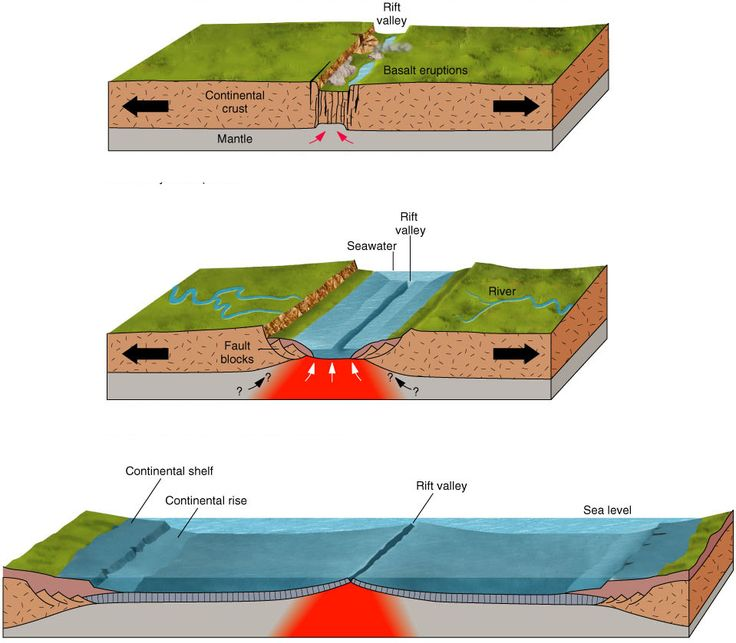 Rift
valley
Basalt eruptions
Continental
crust
Mantle
Rift
valley
Seawater
River
Fault
blocks
?
?
?
?
Continental shelf
Rift valley
Continental rise
Sea level